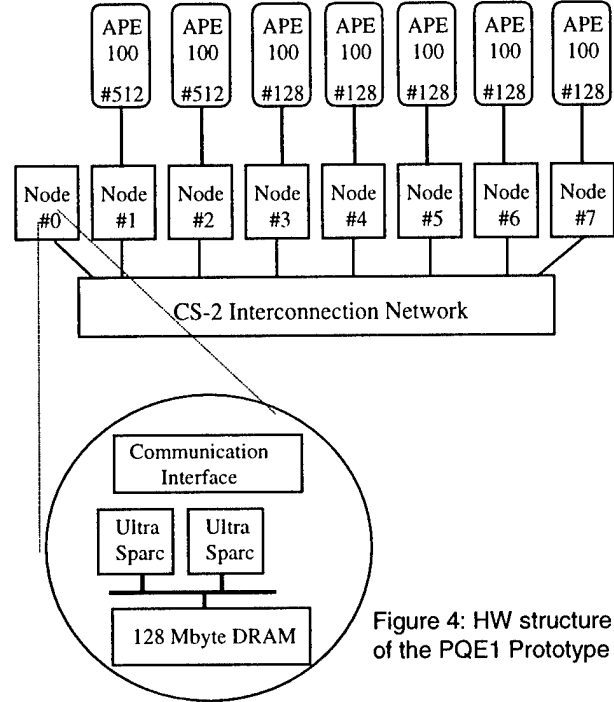 APE 100 #512
APE 100 #512
APE 100 #128
APE 100 #128
APE 100 #128
APE 100 #128
APE 100 #128
Node #0
Node #1
Node #2
Node #3
Node #4
Node #5
Node #6
Node #7
CS-2 Interconnection Network
Communication
Interface
Ultra Sparc
Ultra Sparc
128 Mbyte DRAM
Figure 4: HW structure
of the PQE1 Prototype